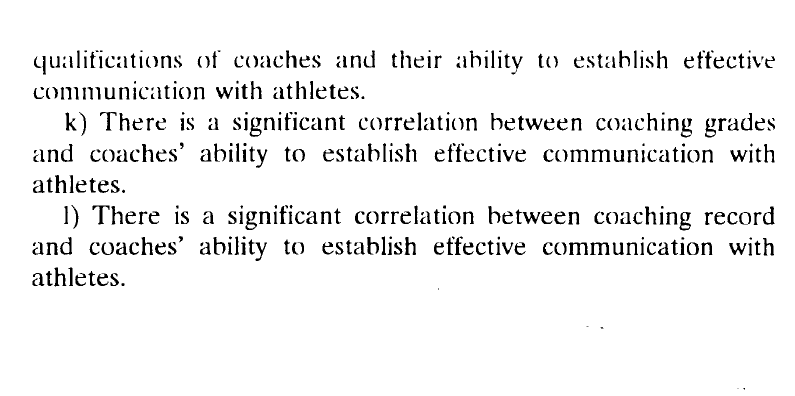 qualifications of coaches and their ability to establish effective
communication with athletes.
k) There is a significant correlation between coaching grades
and coaches' ability to establish effective communication with
athletes.
l) There is a significant correlation between coaching record
and coaches' ability to establish effective communication with
athletes.